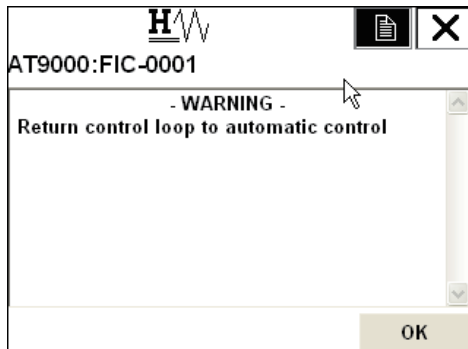 H
AT9000:FIC-0001
- WARNING -
Return control loop to automatic control
OK